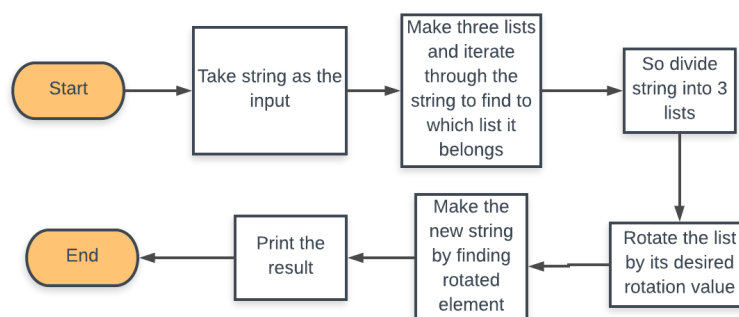 Start
Take string as the
input
Make three lists
and iterate
through the
string to find to
which list it
belongs
So divide
string into 3
lists
Rotate the list
by its desired
rotation value
Make the
new string
by finding
rotated
element
Print the
result
End